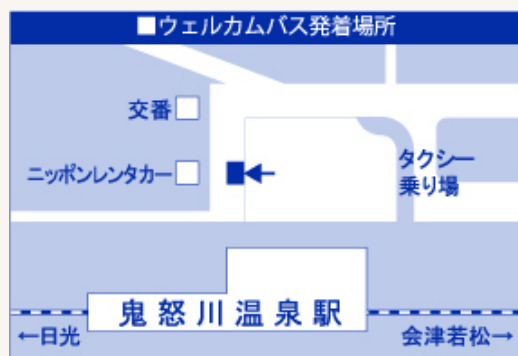 ■ウェルカムバス発着場所
交番
ニッポンレンタカー
タクシー
乗り場
鬼怒川温泉駅
←日光
会津若松→